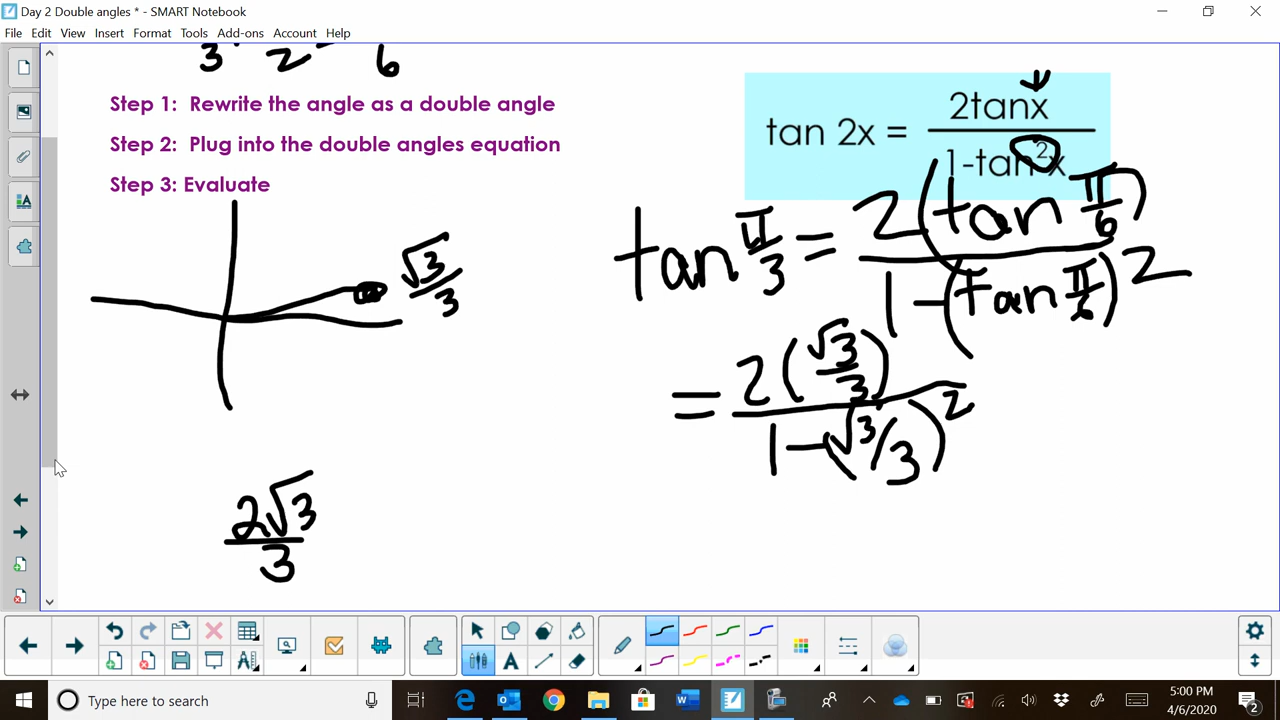 Day 2 Double angles * - SMART Notebook
File Edit View Insert Format Tools Add-ons Account Help
3 · 2 = 6
Step 1: Rewrite the angle as a double angle
Step 2: Plug into the double angles equation
Step 3: Evaluate
√3/3
2√3/3
tan 2x = 2tanx/1-tan²x
tan π/3 = 2(tan π/6)/1-(tan π/6)²
= 2(√3/3)/1-(√3/3)²
A
Type here to search
5:00 PM
4/6/2020
2